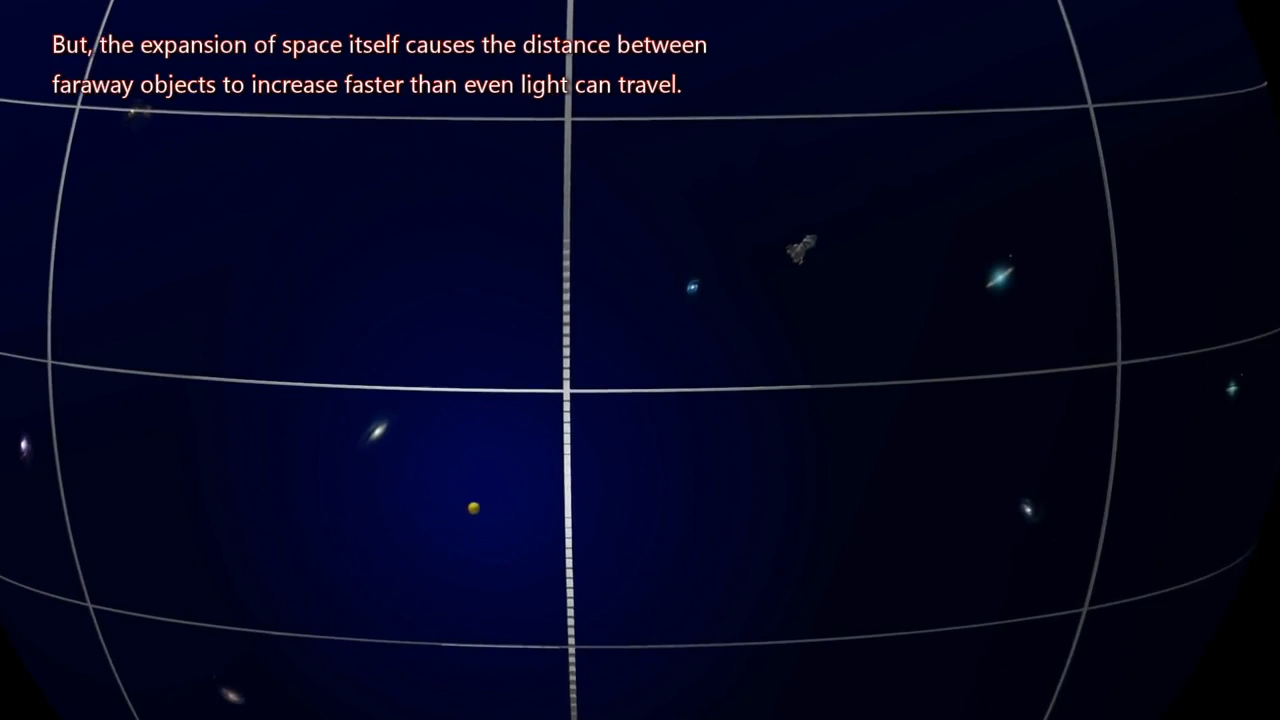 But, the expansion of space itself causes the distance between
faraway objects to increase faster than even light can travel.